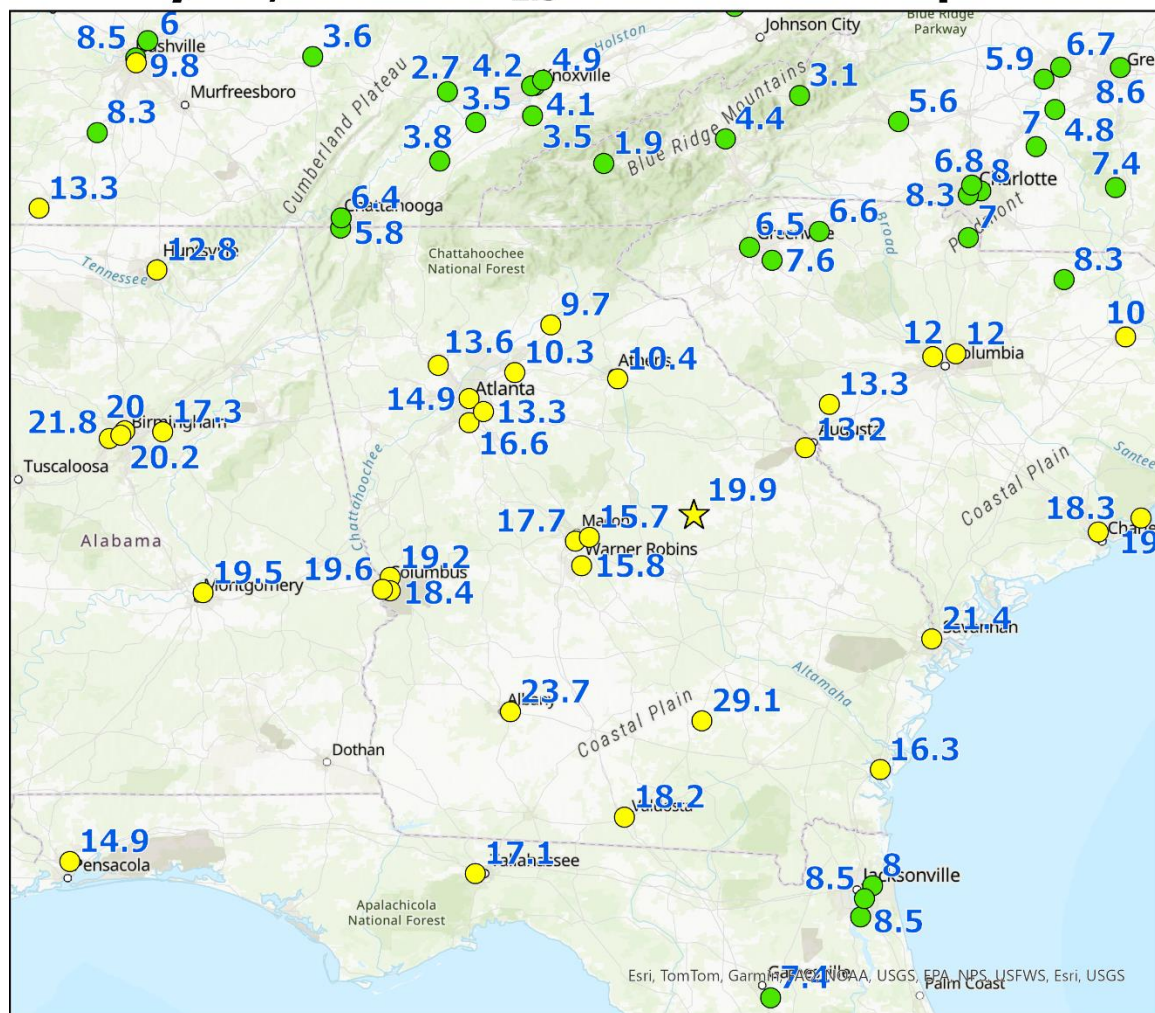 Johnson City
Blue Ridge
Parkway
8.5
6
3.6
9.8
Murfreesboro
Holston
2.7
4.2
4.9
3.5
4.1
3.5
3.8
3.1
5.9
6.7
8.6
4.8
5.6
7
7.4
8.3
Cumberland Plateau
Blue Ridge Mountains
1.9
4.4
6.8
8
Charlotte
8.3
7
Piedmont
13.3
6.4
Chattanooga
5.8
6.5
6.6
Greenville
7.6
Broad
12.8
Huntsville
Tennessee
Chattahoochee
National Forest
8.3
10
9.7
13.6
10.3
Athens
10.4
12
12
Columbia
Atlanta
14.9
13.3
16.6
13.3
Augusta
13.2
21.8
20
17.3
Birmingham
20.2
Tuscaloosa
Santee
Coastal Plain
Chattahoochee
Alabama
19.9
17.7
Macon
15.7
Warner Robins
15.8
18.3
19
19.5
Montgomery
19.6
19.2
Columbus
18.4
21.4
Savannah
Altamaha
23.7
Albany
Coastal Plain
29.1
Dothan
16.3
18.2
Valdosta
14.9
Pensacola
17.1
Tallahassee
Apalachicola
National Forest
8.5
8
Jacksonville
8.5
7.4
Gainesville
Esri, TomTom, Garmin, FAO, NOAA, USGS, EPA, NPS, USFWS, Esri, USGS
Palm Coast